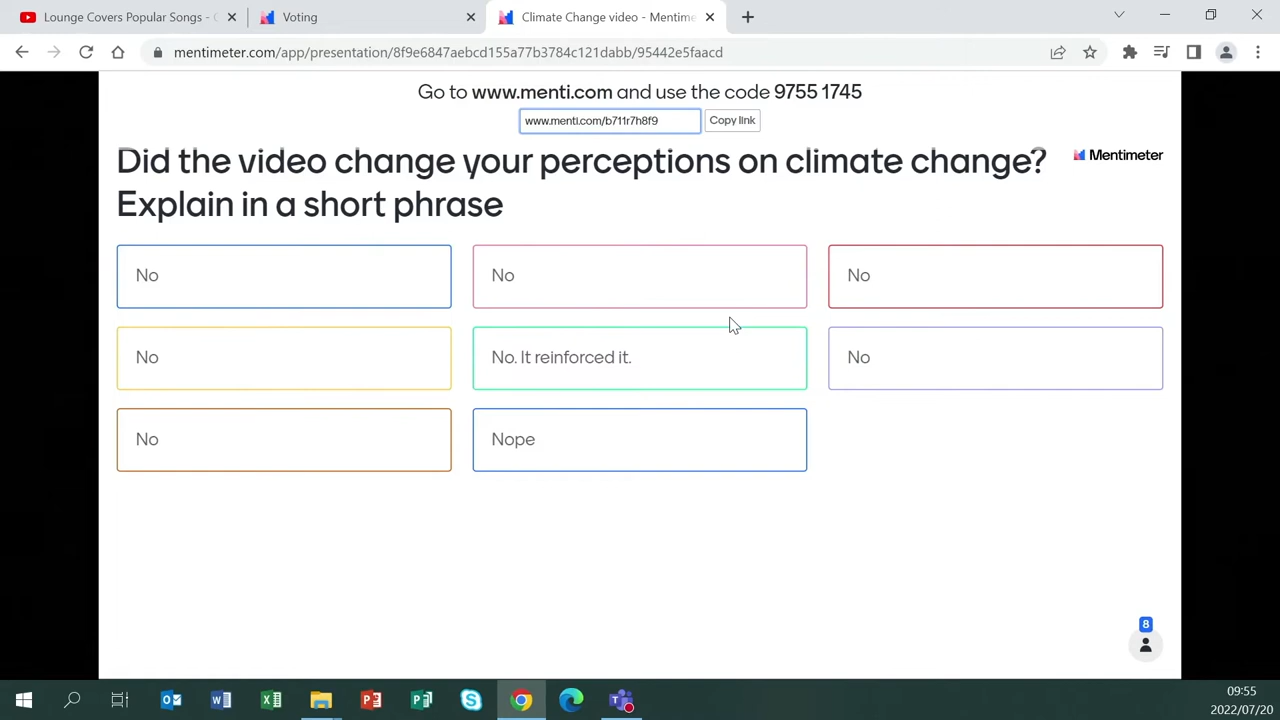 Lounge Covers Popular Songs -
Voting
Climate Change video - Mentime
mentimeter.com/app/presentation/8f9e6847aebcd155a77b3784c121dabb/95442e5faacd
Go to www.menti.com and use the code 9755 1745
www.menti.com/b711r7h8f9 Copy link
Did the video change your perceptions on climate change?
Mentimeter
Explain in a short phrase
No No No
No No. It reinforced it. No
No Nope
8
09:55
2022/07/20